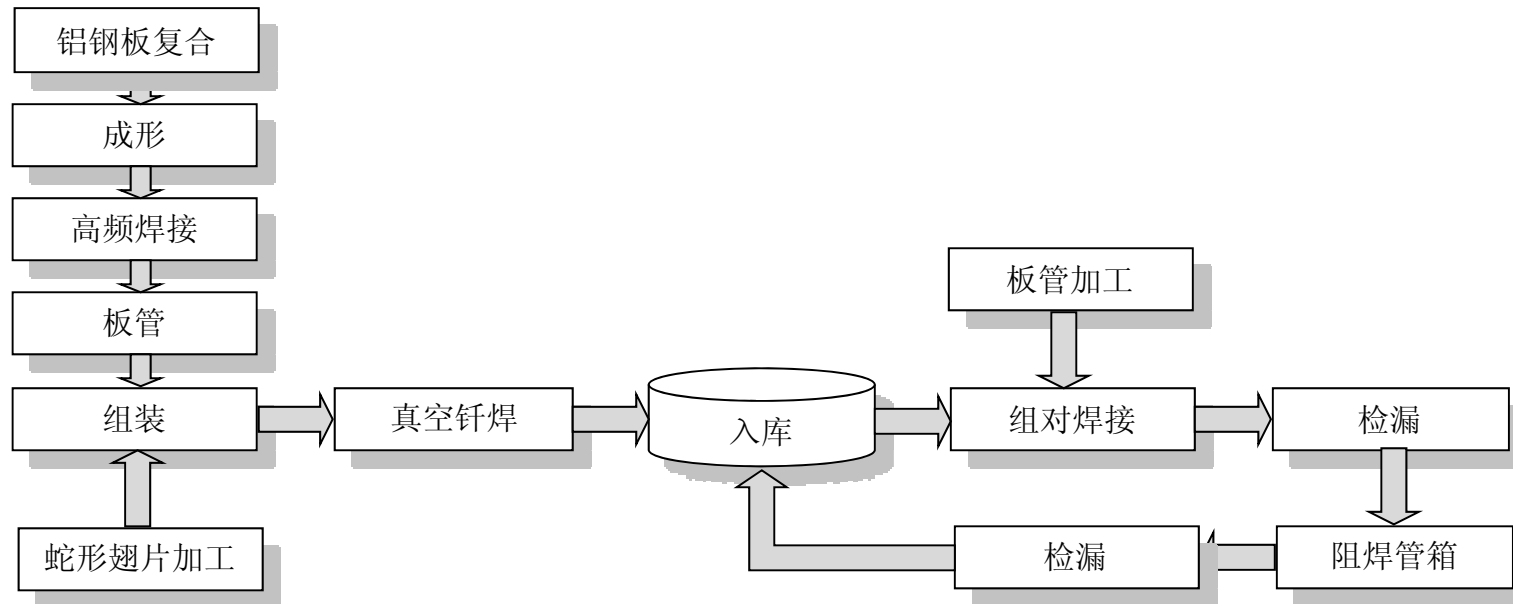 铝钢板复合
成形
高频焊接
板管
组装
蛇形翅片加工
真空钎焊
入库
板管加工
组对焊接
检漏
阻焊管箱
检漏